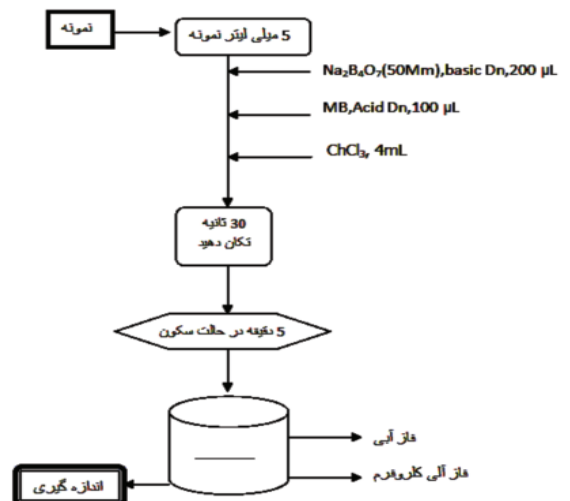 نمونه
5 میلی لیتر نمونه
Na₂B₄O₇(50Mm),basic Dn,200 µL
MB,Acid Dn,100 µL
ChCl₃, 4mL
30 ثانیه
تکان دهید
5 دقیقه در حالت سکون
فاز آبی
فاز آلی کلروفرم
اندازه گیری